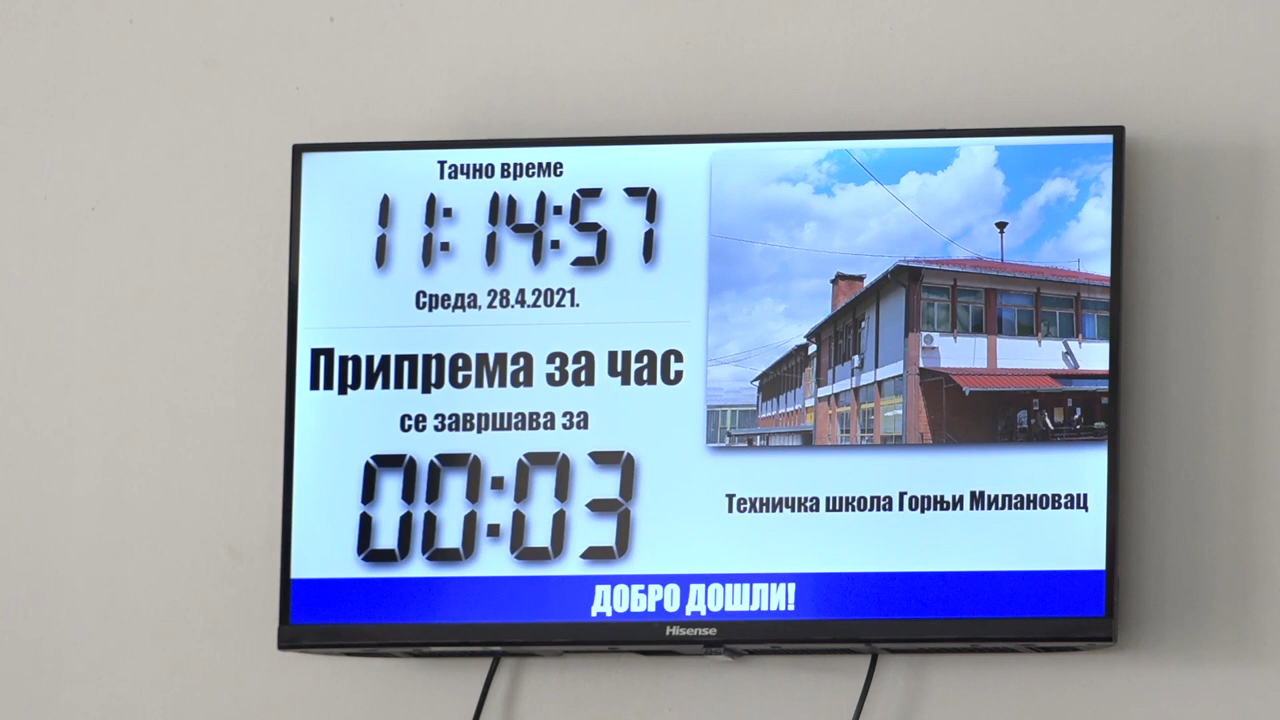 Тачно време
11:14:57
Среда, 28.4.2021.
Припрема за час
се завршава за
00:03
Техничка школа Горњи Милановац
ДОБРО ДОШЛИ!
Hisense